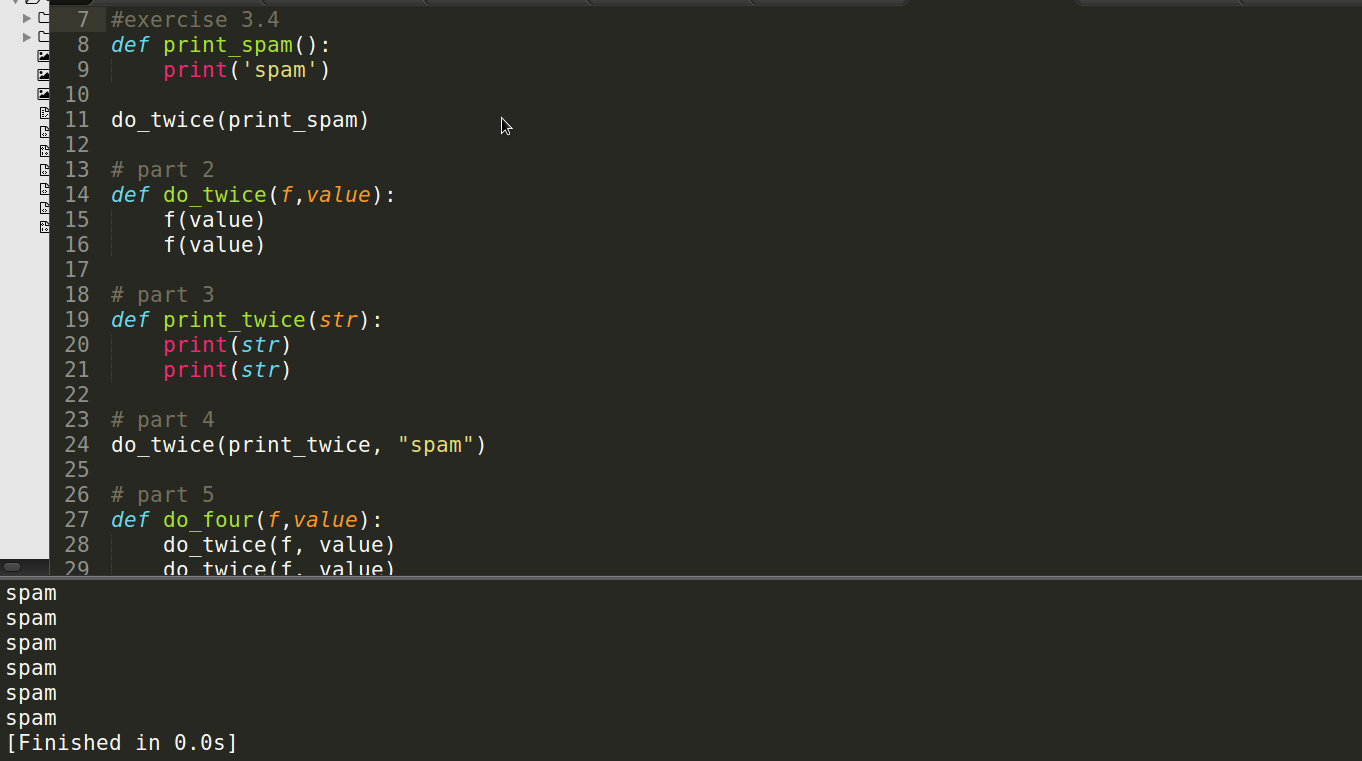 7 #exercise 3.4
8 def print_spam():
9     print('spam')
10
11 do_twice(print_spam)
12
13 # part 2
14 def do_twice(f,value):
15     f(value)
16     f(value)
17
18 # part 3
19 def print_twice(str):
20     print(str)
21     print(str)
22
23 # part 4
24 do_twice(print_twice, "spam")
25
26 # part 5
27 def do_four(f,value):
28     do_twice(f, value)
29     do_twice(f, value)
spam
spam
spam
spam
spam
spam
[Finished in 0.0s]